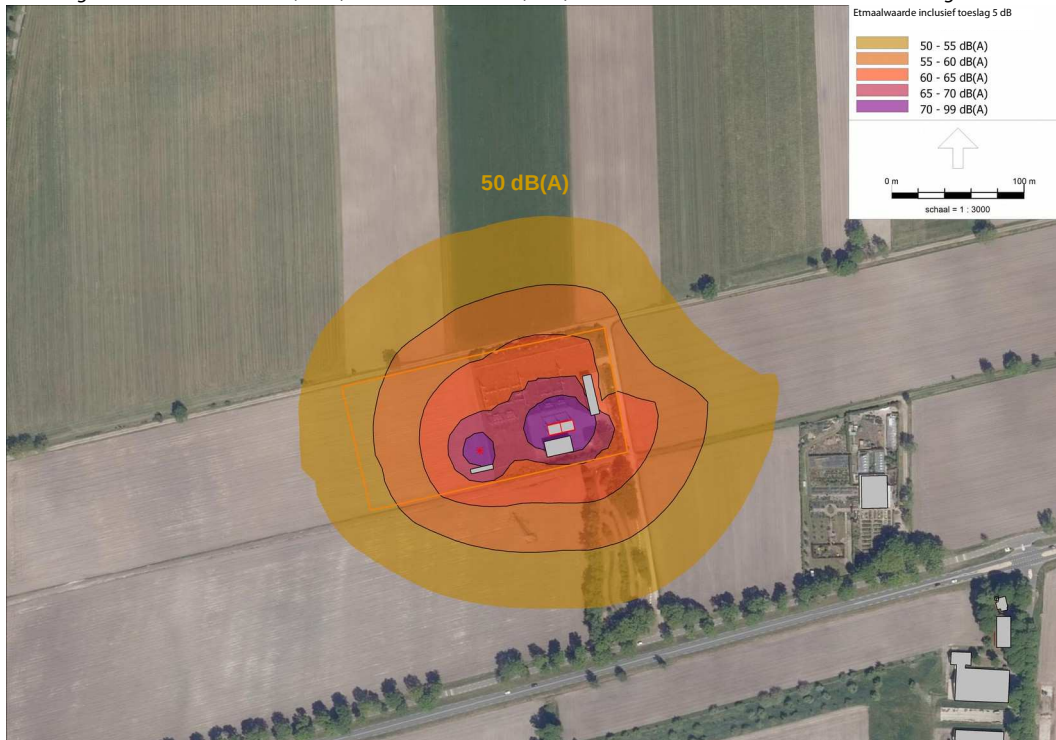 Etmaalwaarde inclusief toeslag 5 dB
50 - 55 dB(A)
55 - 60 dB(A)
60 - 65 dB(A)
65 - 70 dB(A)
70 - 99 dB(A)
0 m 100 m
schaal = 1 : 3000
50 dB(A)